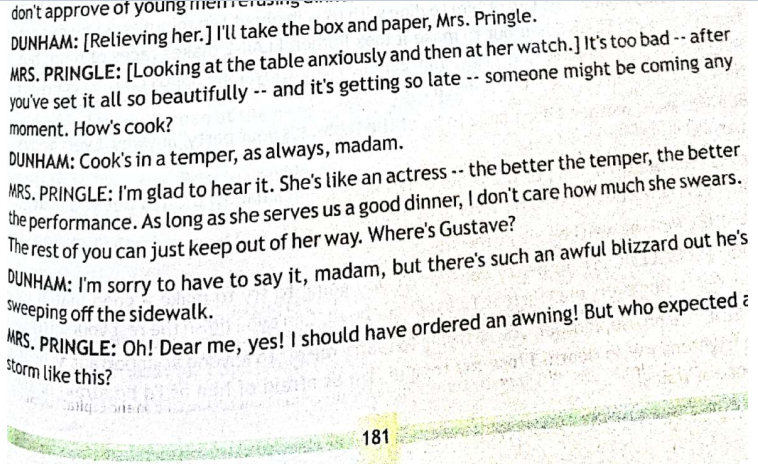 don't approve of young men refusing
DUNHAM: [Relieving her.] I'll take the box and paper, Mrs. Pringle.
MRS. PRINGLE: [Looking at the table anxiously and then at her watch.] It's too bad -- after
you've set it all so beautifully -- and it's getting so late -- someone might be coming any
moment. How's cook?
DUNHAM: Cook's in a temper, as always, madam.
MRS. PRINGLE: I'm glad to hear it. She's like an actress -- the better the temper, the better
the performance. As long as she serves us a good dinner, I don't care how much she swears.
The rest of you can just keep out of her way. Where's Gustave?
DUNHAM: I'm sorry to have to say it, madam, but there's such an awful blizzard out he's
sweeping off the sidewalk.
MRS. PRINGLE: Oh! Dear me, yes! I should have ordered an awning! But who expected a
storm like this?
181